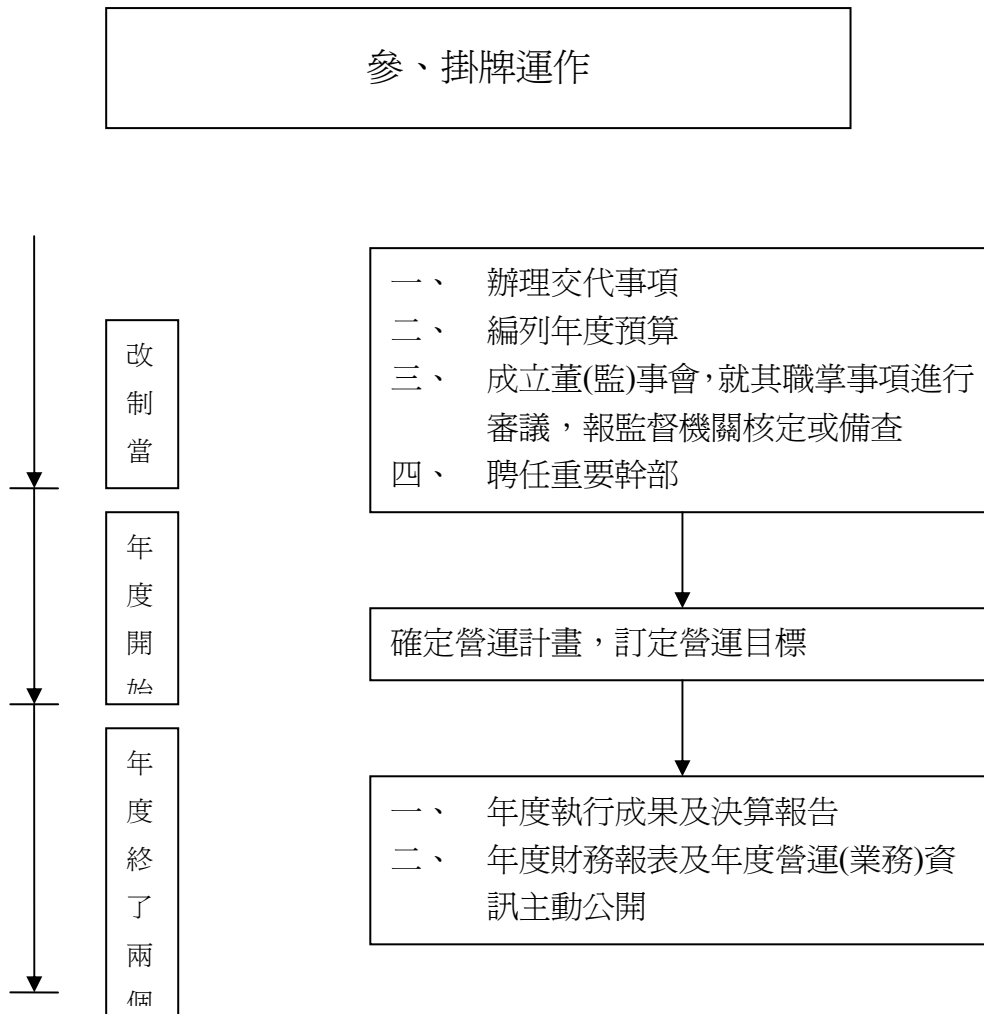 參、掛牌運作
改
制
當
一、 辦理交代事項
二、 編列年度預算
三、 成立董(監)事會,就其職掌事項進行
審議,報監督機關核定或備查
四、 聘任重要幹部
年
度
開
始
確定營運計畫,訂定營運目標
年
度
終
了
兩
個
一、 年度執行成果及決算報告
二、 年度財務報表及年度營運(業務)資
訊主動公開